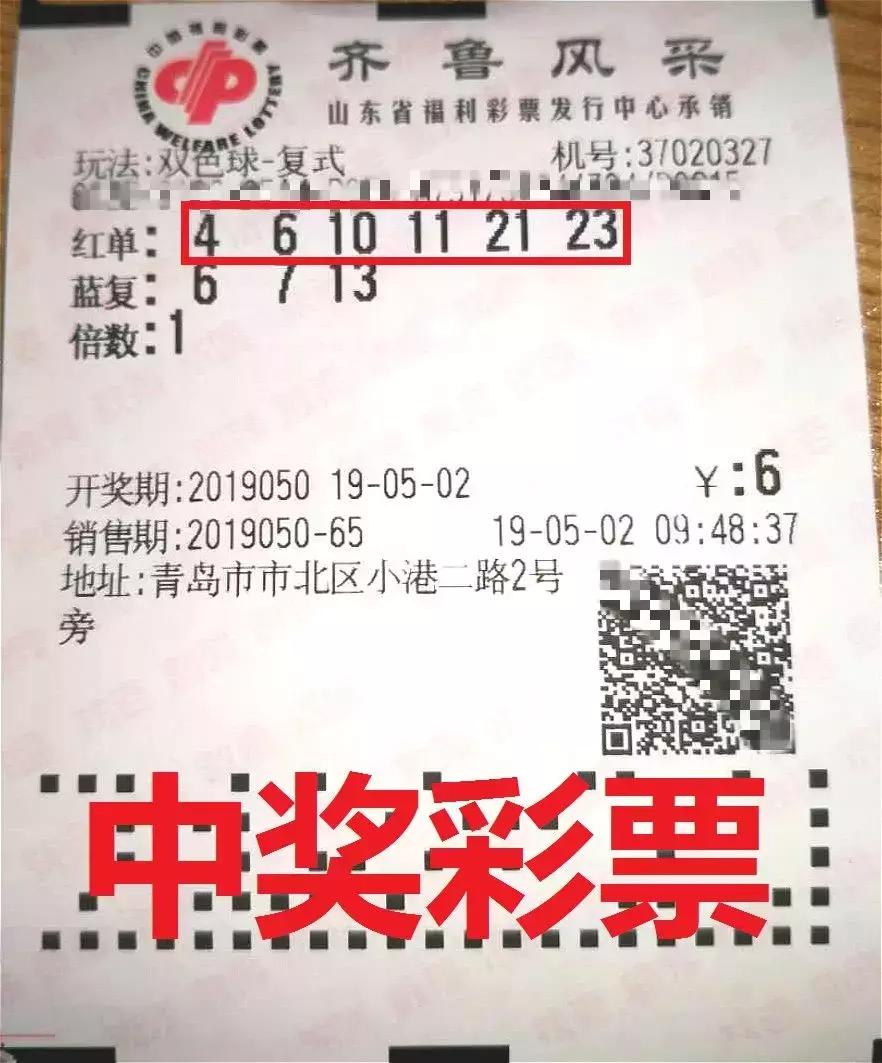 中国福利彩票
CHINA WELFARE LOTTERY
齐鲁风采
山东省福利彩票发行中心承销
玩法:双色球-复式 机号:37020327
红单: 4 6 10 11 21 23
蓝复: 6 7 13
倍数:1
开奖期:2019050 19-05-02 ¥:6
销售期:2019050-65 19-05-02 09:48:37
地址:青岛市市北区小港二路2号
旁
中奖彩票